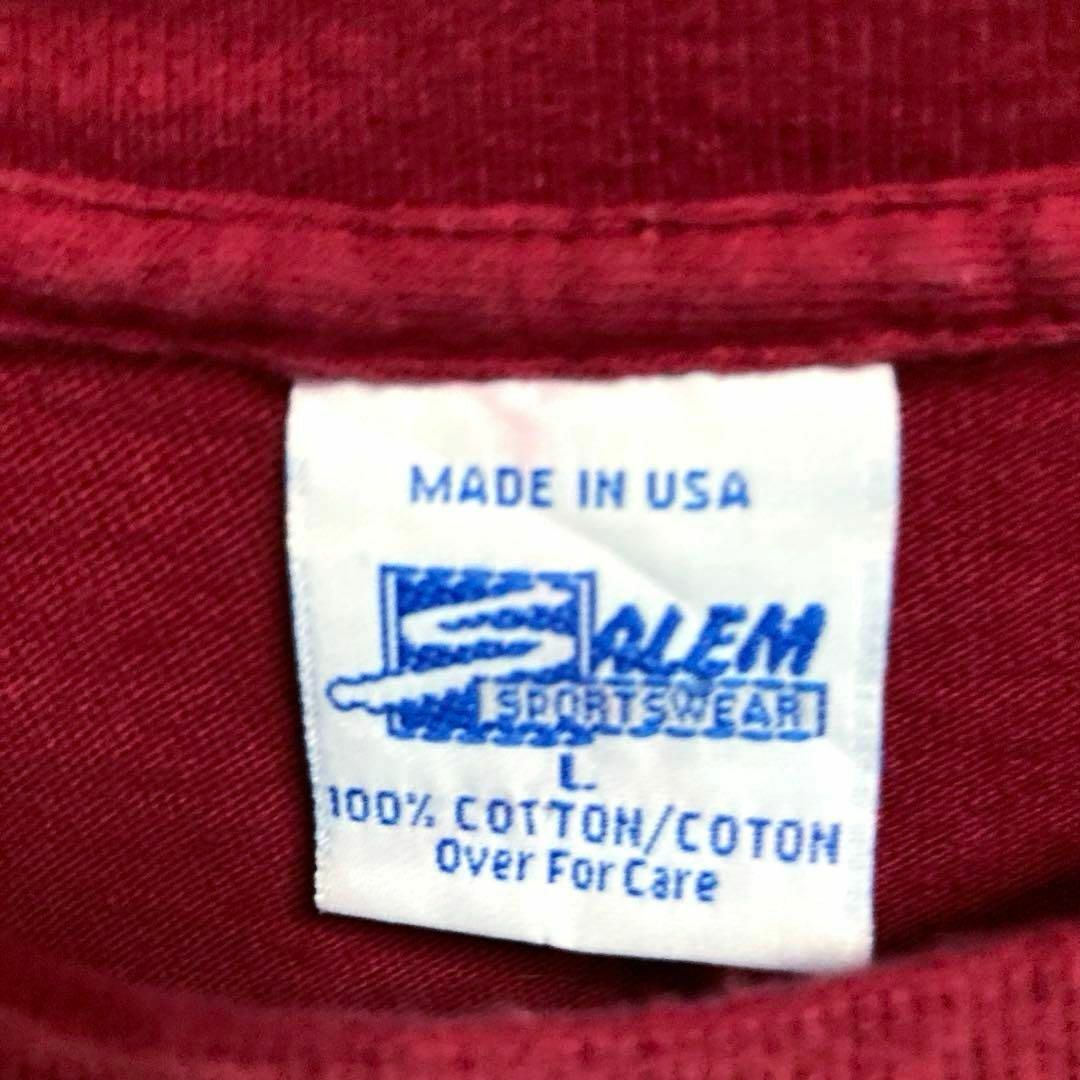 MADE IN USA
SALEM
SPORTSWEAR
L
100% COTTON/COTON
Over For Care